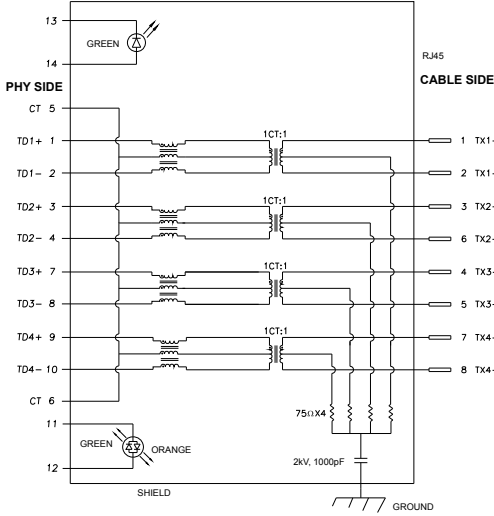 13
GREEN
14
RJ45
PHY SIDE
CABLE SIDE
CT 5
TD1+ 1
1CT:1
1 TX1+
TD1- 2
2 TX1-
TD2+ 3
1CT:1
3 TX2+
TD2- 4
6 TX2-
TD3+ 7
1CT:1
4 TX3+
TD3- 8
5 TX3-
TD4+ 9
1CT:1
7 TX4+
TD4- 10
8 TX4-
CT 6
75ΩX4
11
GREEN
ORANGE
12
2kV, 1000pF
SHIELD
GROUND